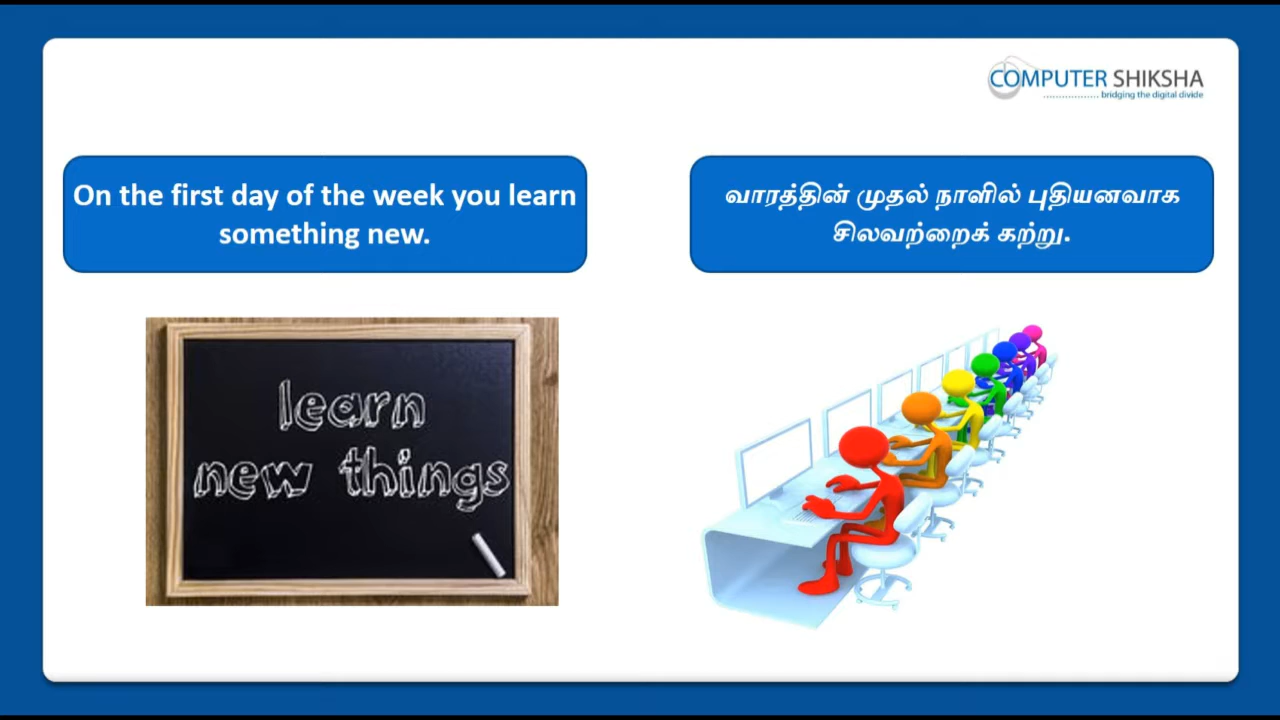 COMPUTER SHIKSHA
bridging the digital divide
On the first day of the week you learn
something new.
வாரத்தின் முதல் நாளில் புதியனவாக
சிலவற்றைக் கற்று.
learn
new things